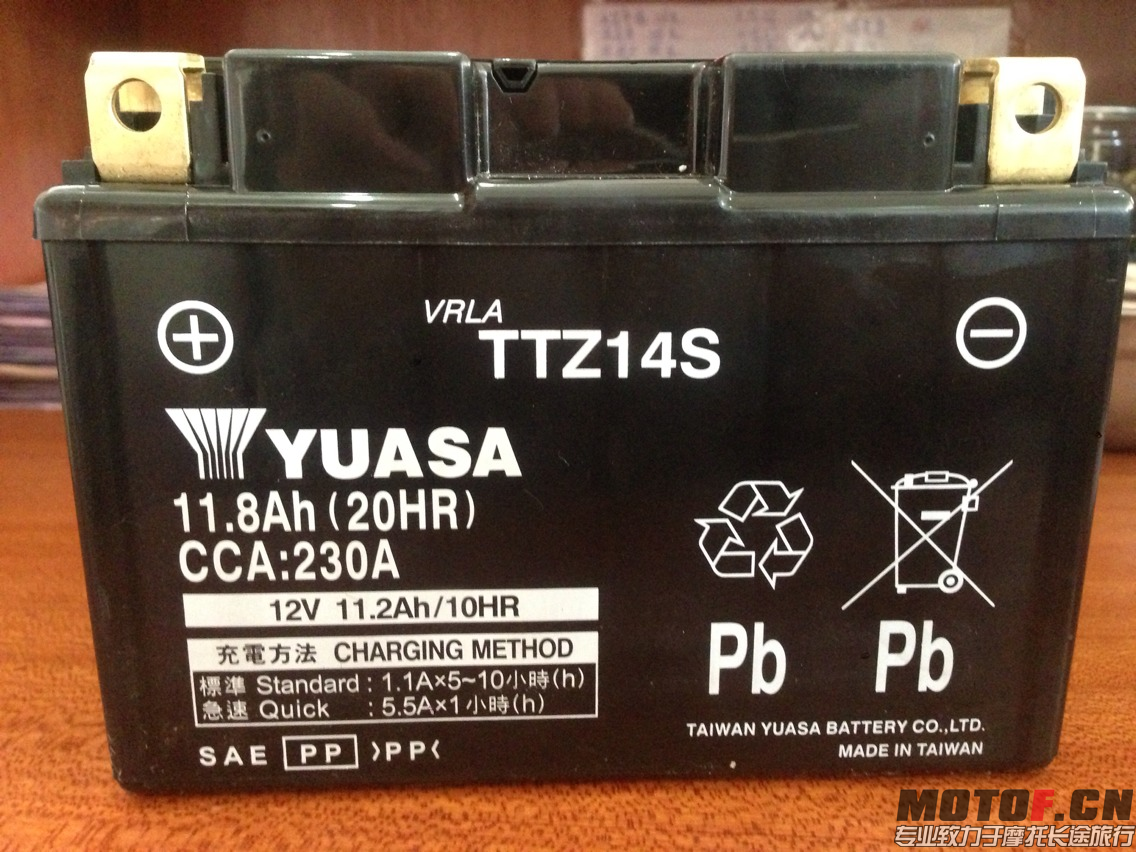 VRLA
TTZ14S
YUASA
11.8Ah (20HR)
CCA:230A
12V 11.2Ah/10HR
充電方法 CHARGING METHOD
標準 Standard : 1.1A×5~10小時(h)
急速 Quick : 5.5A×1小時(h)
SAE PP >PP<
Pb Pb
TAIWAN YUASA BATTERY CO.,LTD.
MADE IN TAIWAN
MOTOF.CN
专业致力于摩托长途旅行